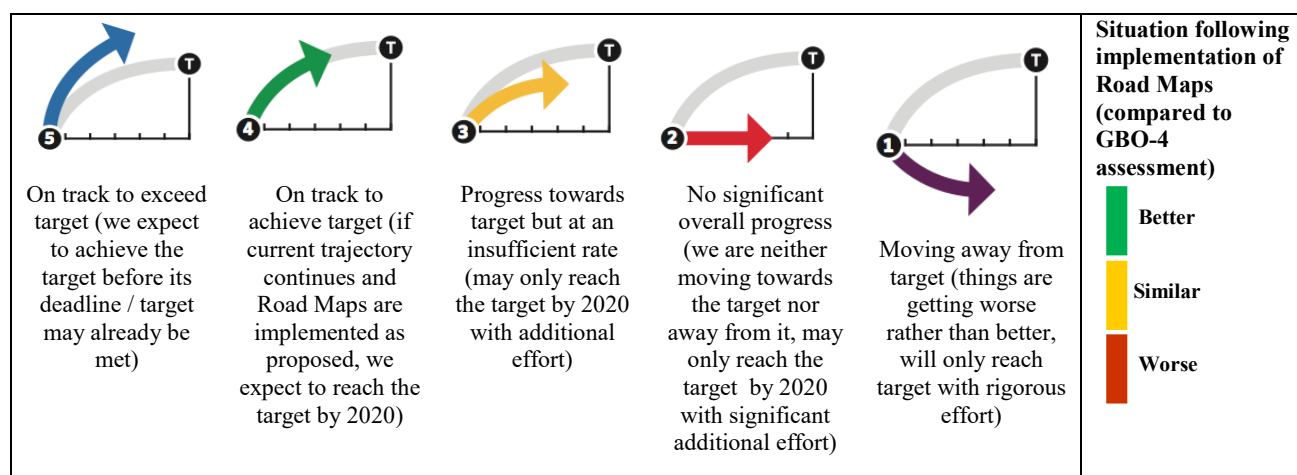 T
5
On track to exceed
target (we expect
to achieve the
target before its
deadline / target
may already be
met)
T
4
On track to
achieve target (if
current trajectory
continues and
Road Maps are
implemented as
proposed, we
expect to reach the
target by 2020)
T
3
Progress towards
target but at an
insufficient rate
(may only reach
the target by 2020
with additional
effort)
T
2
No significant
overall progress
(we are neither
moving towards
the target nor
away from it, may
only reach the
target by 2020
with significant
additional effort)
T
1
Moving away from
target (things are
getting worse
rather than better,
will only reach
target with rigorous
effort)
Situation following
implementation of
Road Maps
(compared to
GBO-4
assessment)
Better
Similar
Worse